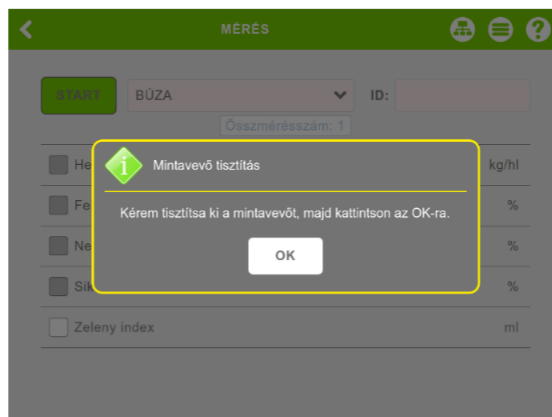 MÉRÉS
START BÚZA ID:
Összmérésszám: 1
He kg/hl
Mintavevő tisztítás
Fe %
Kérem tisztítsa ki a mintavevőt, majd kattintson az OK-ra.
Ne %
OK
Sik %
Zeleny index ml